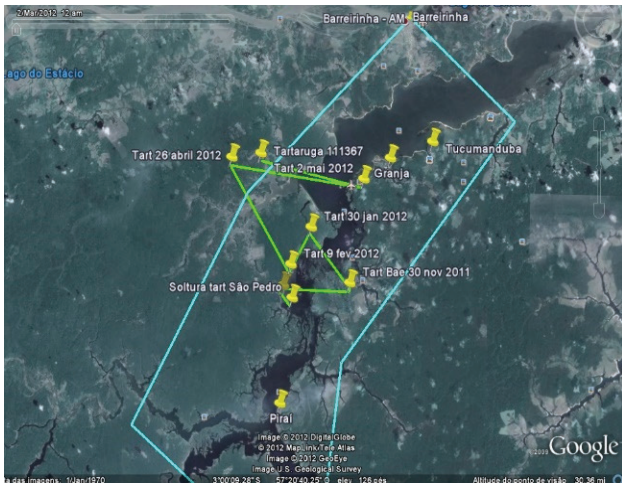 2/Mar/2012 12 am
Barreirinha - AM Barreirinha
Lago do Estácio
Tart 26 abril 2012
Tartaruga 111367
Tart 2 mai 2012
Tucumanduba
Granja
Tart 30 jan 2012
Tart 9 fev 2012
Soltura tart São Pedro
Tart Bae 30 nov 2011
Piraí
Image © 2012 DigitalGlobe
© 2012 MapLink/Tele Atlas
Image © 2012 GeoEye
Image U.S. Geological Survey
©2009 Google
ta das imagens: 1/Jan/1970 3°00'09.28"S 57°20'40.25"O elev 126 pés Altitude do ponto de visão 30.36 mi